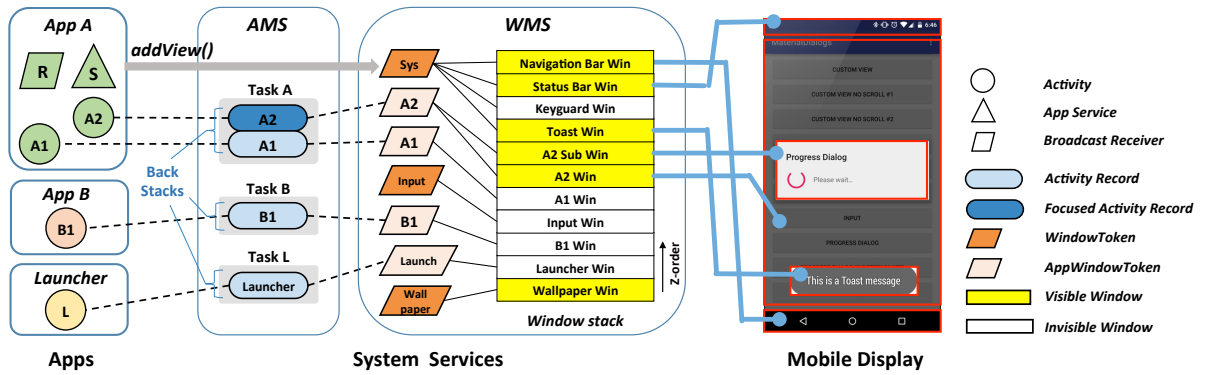 App A
R
S
A2
A1
App B
B1
Launcher
L
Apps
addView()
AMS
Task A
A2
A1
Back
Stacks
Task B
B1
Task L
Launcher
System Services
WMS
Sys
A2
A1
Input
B1
Launch
Wall
paper
Navigation Bar Win
Status Bar Win
Keyguard Win
Toast Win
A2 Sub Win
A2 Win
A1 Win
Input Win
B1 Win
Launcher Win
Wallpaper Win
Z-order
Window stack
6:46
MaterialDialogs
CUSTOM VIEW
CUSTOM VIEW NO SCROLL #1
CUSTOM VIEW NO SCROLL #2
Progress Dialog
Please wait...
INPUT
PROGRESS DIALOG
This is a Toast message
Mobile Display
Activity
App Service
Broadcast Receiver
Activity Record
Focused Activity Record
WindowToken
AppWindowToken
Visible Window
Invisible Window